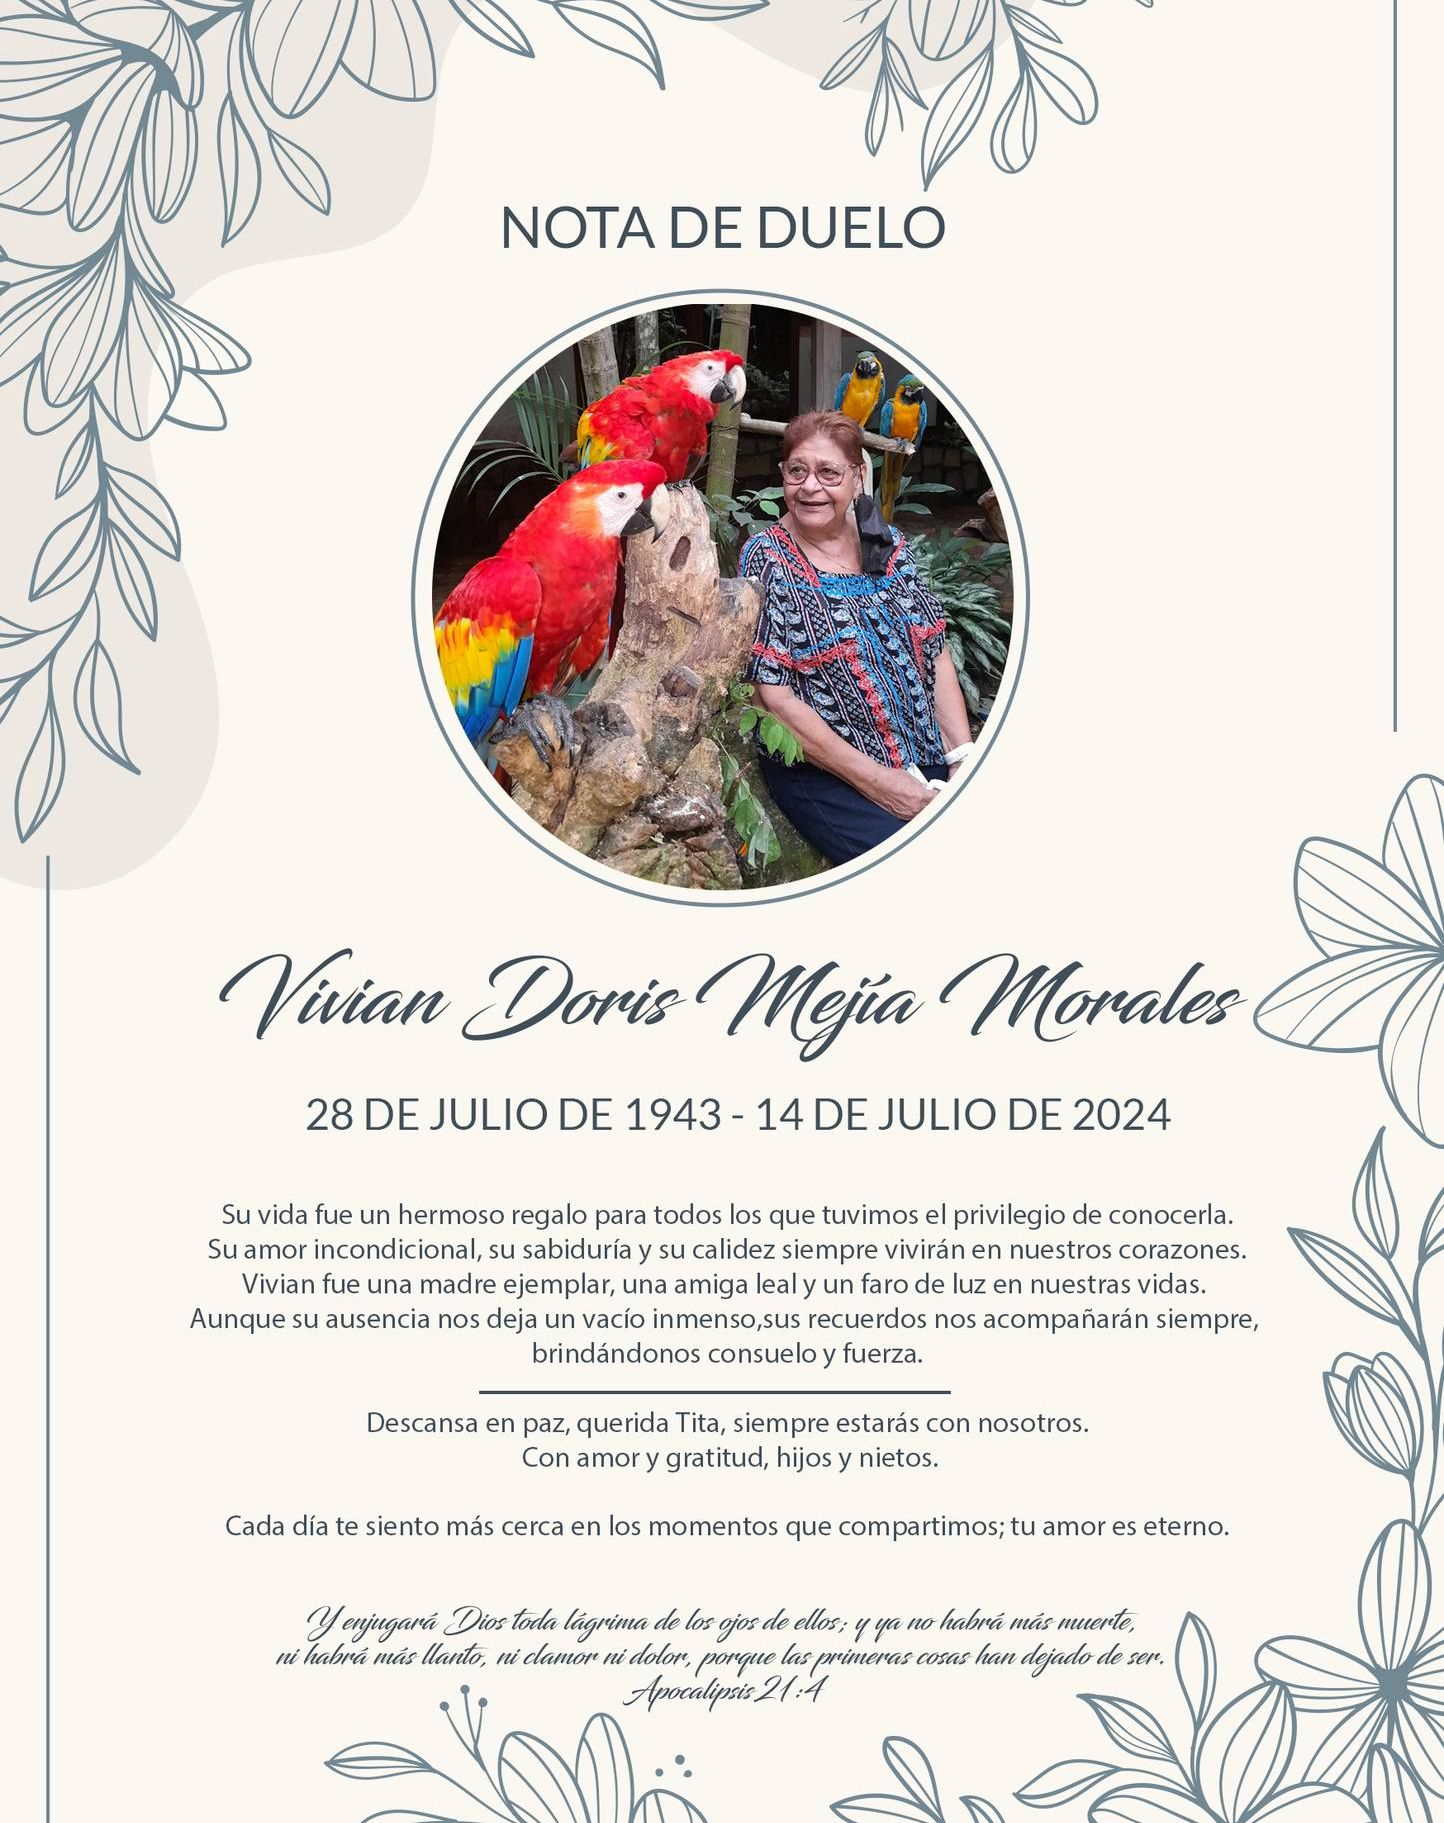 NOTA DE DUELO
Vivian Doris Mejía Morales
28 DE JULIO DE 1943 - 14 DE JULIO DE 2024
Su vida fue un hermoso regalo para todos los que tuvimos el privilegio de conocerla.
Su amor incondicional, su sabiduría y su calidez siempre vivirán en nuestros corazones.
Vivian fue una madre ejemplar, una amiga leal y un faro de luz en nuestras vidas.
Aunque su ausencia nos deja un vacío inmenso,sus recuerdos nos acompañarán siempre,
brindándonos consuelo y fuerza.
Descansa en paz, querida Tita, siempre estarás con nosotros.
Con amor y gratitud, hijos y nietos.
Cada día te siento más cerca en los momentos que compartimos; tu amor es eterno.
Y enjugará Dios toda lágrima de los ojos de ellos; y ya no habrá más muerte,
ni habrá más llanto, ni clamor ni dolor, porque las primeras cosas han dejado de ser.
Apocalipsis 21:4